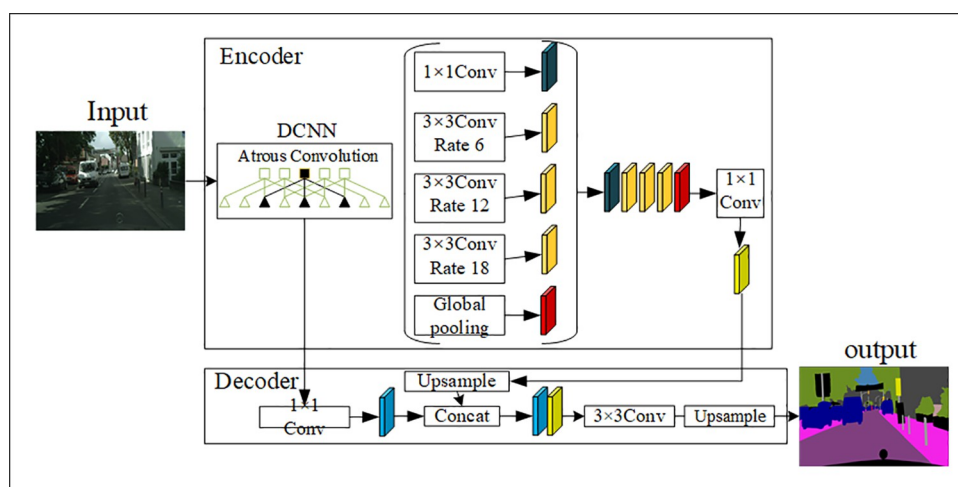 Encoder
Input
DCNN
Atrous Convolution
1×1Conv
3×3Conv
Rate 6
3×3Conv
Rate 12
3×3Conv
Rate 18
Global
pooling
1×1
Conv
Decoder
1×1
Conv
Upsample
Concat
3×3Conv
Upsample
output